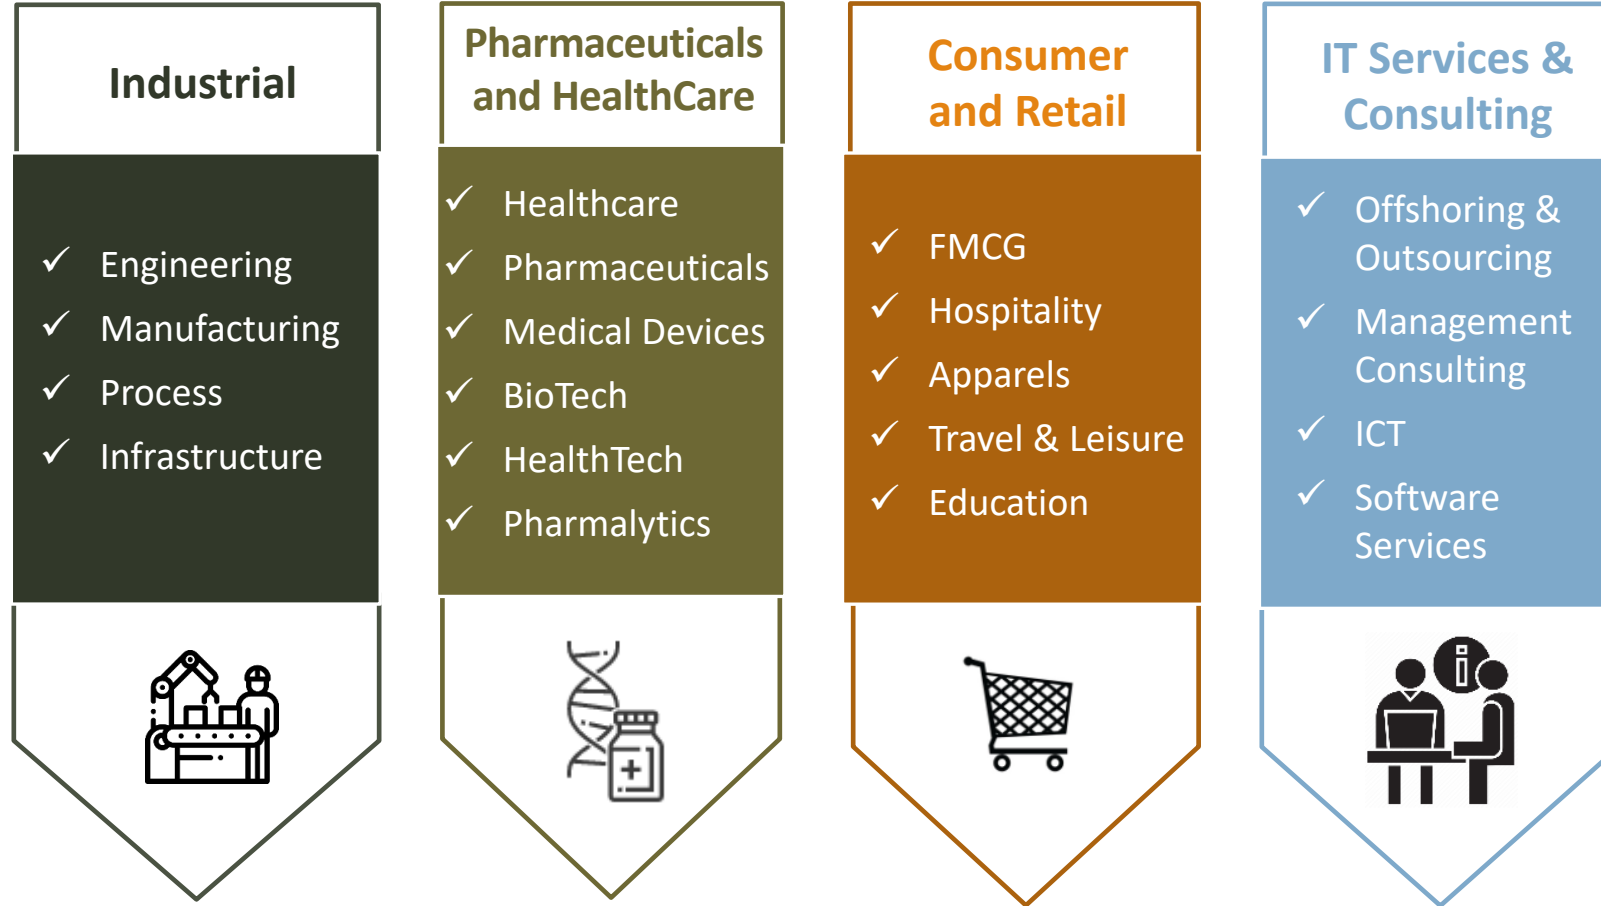 Industrial
Engineering
Manufacturing
Process
Infrastructure
Pharmaceuticals
and HealthCare
Healthcare
Pharmaceuticals
Medical Devices
BioTech
HealthTech
Pharmalytics
Consumer
and Retail
FMCG
Hospitality
Apparels
Travel & Leisure
Education
IT Services &
Consulting
Offshoring &
Outsourcing
Management
Consulting
ICT
Software
Services